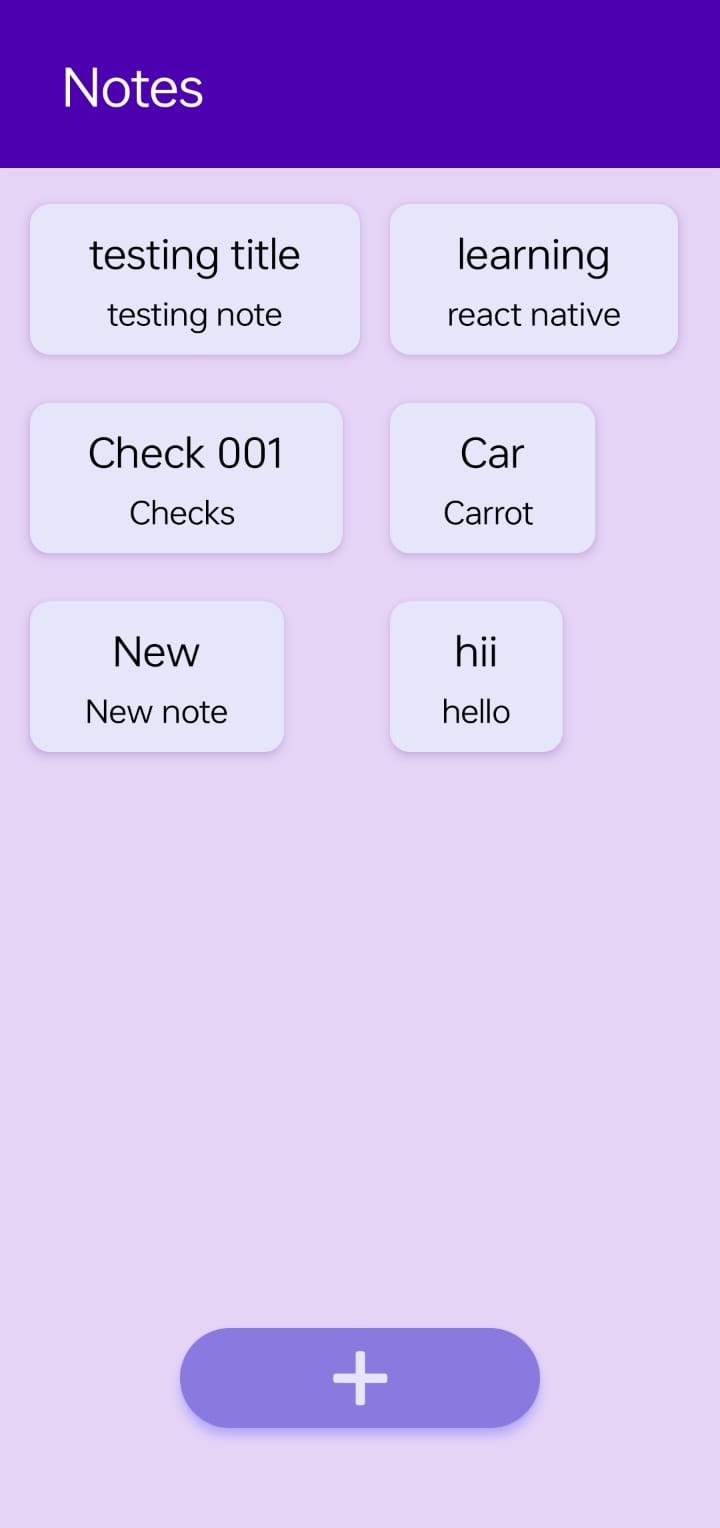 Notes
testing title
testing note
learning
react native
Check 001
Checks
Car
Carrot
New
New note
hii
hello